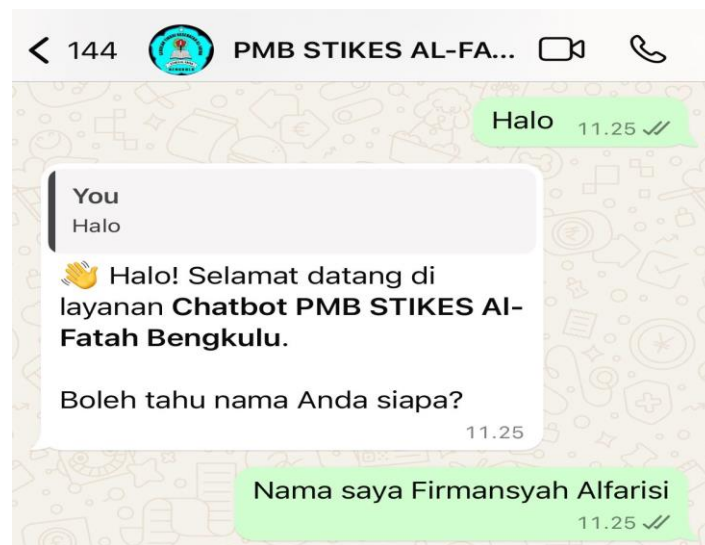 144
PMB STIKES AL-FA...
Halo
11.25
You
Halo
👋 Halo! Selamat datang di
layanan Chatbot PMB STIKES Al-
Fatah Bengkulu.
Boleh tahu nama Anda siapa?
11.25
Nama saya Firmansyah Alfarisi
11.25